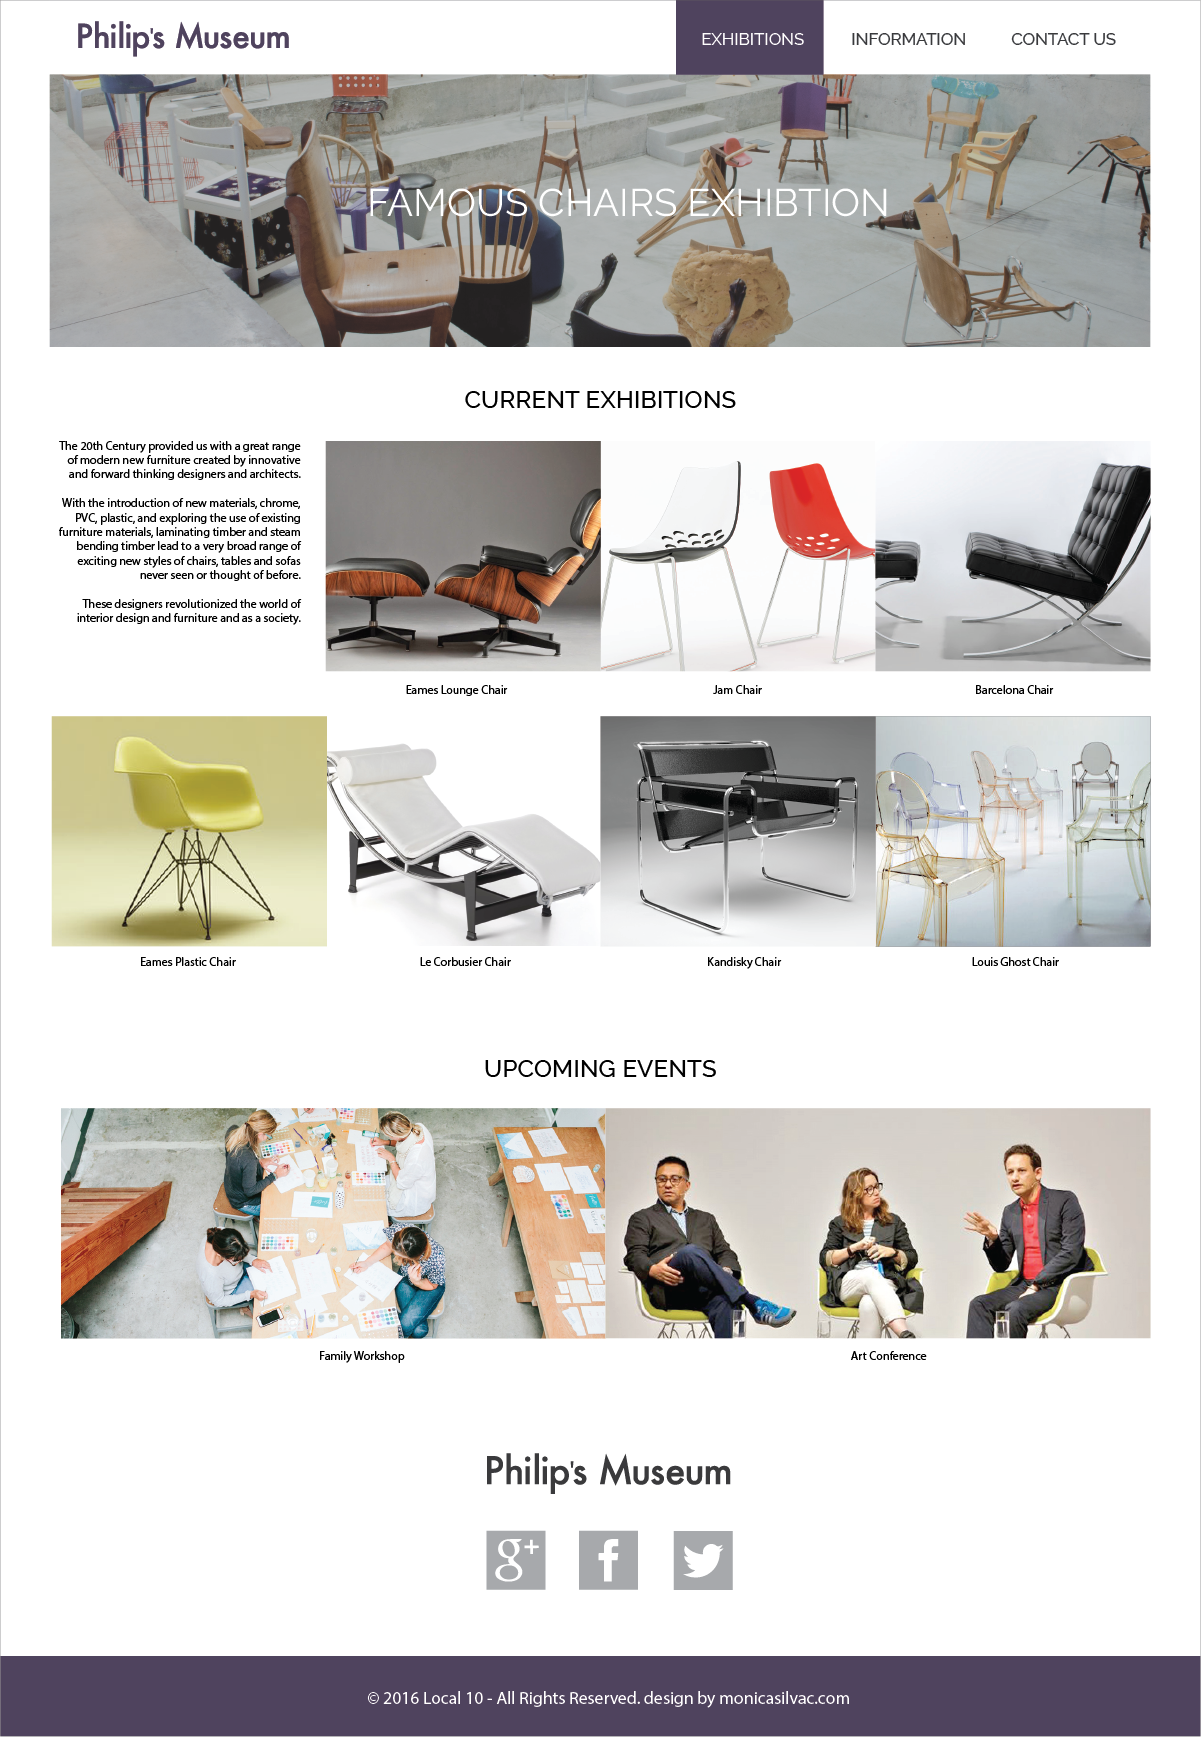 Philip's Museum
EXHIBITIONS
INFORMATION
CONTACT US
FAMOUS CHAIRS EXHIBTION
CURRENT EXHIBITIONS
The 20th Century provided us with a great range
of modern new furniture created by innovative
and forward thinking designers and architects.
With the introduction of new materials, chrome,
PVC, plastic, and exploring the use of existing
furniture materials, laminating timber and steam
bending timber lead to a very broad range of
exciting new styles of chairs, tables and sofas
never seen or thought of before.
These designers revolutionized the world of
interior design and furniture and as a society.
Eames Lounge Chair
Jam Chair
Barcelona Chair
Eames Plastic Chair
Le Corbusier Chair
Kandisky Chair
Louis Ghost Chair
UPCOMING EVENTS
Family Workshop
Art Conference
Philip's Museum
g+
f
© 2016 Local 10 - All Rights Reserved. design by monicasilvac.com